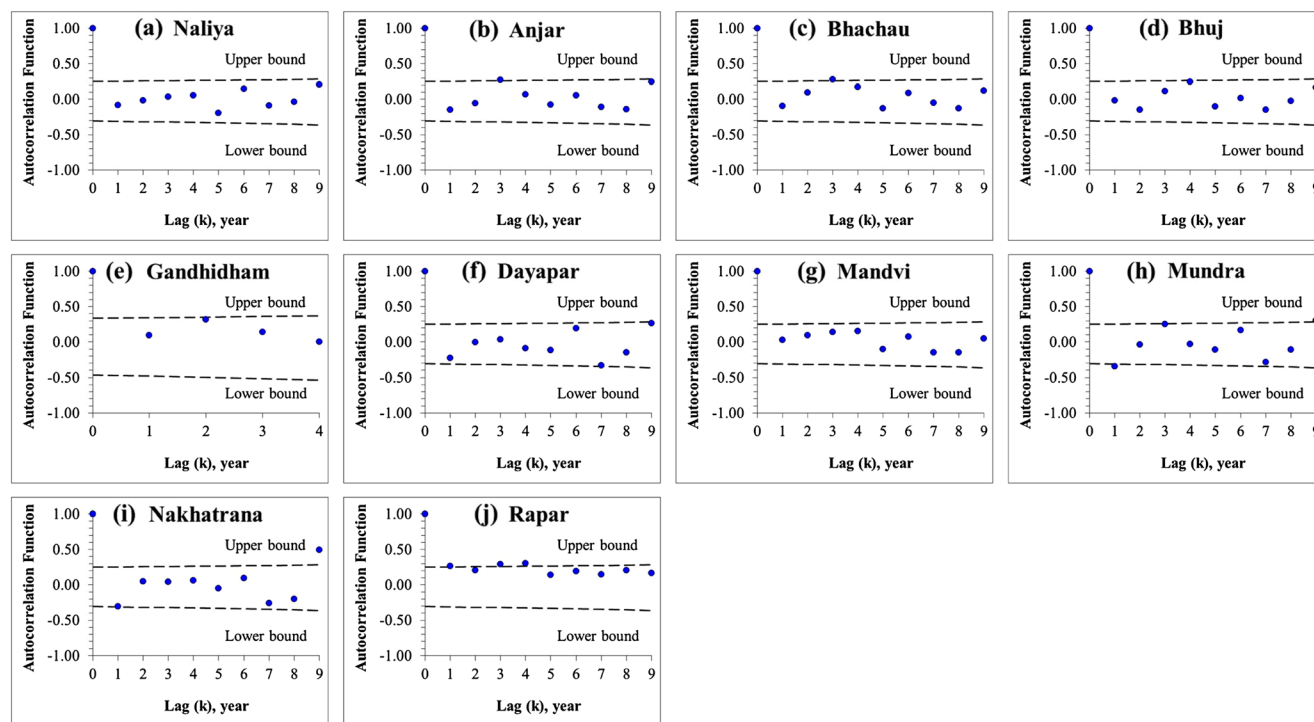 (a) Naliya
Autocorrelation Function
1.00
0.50
0.00
-0.50
-1.00
Upper bound
Lower bound
0 1 2 3 4 5 6 7 8 9
Lag (k), year
(b) Anjar
Autocorrelation Function
1.00
0.50
0.00
-0.50
-1.00
Upper bound
Lower bound
0 1 2 3 4 5 6 7 8 9
Lag (k), year
(c) Bhachau
Autocorrelation Function
1.00
0.50
0.00
-0.50
-1.00
Upper bound
Lower bound
0 1 2 3 4 5 6 7 8 9
Lag (k), year
(d) Bhuj
Autocorrelation Function
1.00
0.50
0.00
-0.50
-1.00
Upper bound
Lower bound
0 1 2 3 4 5 6 7 8 9
Lag (k), year
(e) Gandhidham
Autocorrelation Function
1.00
0.50
0.00
-0.50
-1.00
Upper bound
Lower bound
0 1 2 3 4
Lag (k), year
(f) Dayapar
Autocorrelation Function
1.00
0.50
0.00
-0.50
-1.00
Upper bound
Lower bound
0 1 2 3 4 5 6 7 8 9
Lag (k), year
(g) Mandvi
Autocorrelation Function
1.00
0.50
0.00
-0.50
-1.00
Upper bound
Lower bound
0 1 2 3 4 5 6 7 8 9
Lag (k), year
(h) Mundra
Autocorrelation Function
1.00
0.50
0.00
-0.50
-1.00
Upper bound
Lower bound
0 1 2 3 4 5 6 7 8 9
Lag (k), year
(i) Nakhatrana
Autocorrelation Function
1.00
0.50
0.00
-0.50
-1.00
Upper bound
Lower bound
0 1 2 3 4 5 6 7 8 9
Lag (k), year
(j) Rapar
Autocorrelation Function
1.00
0.50
0.00
-0.50
-1.00
Upper bound
Lower bound
0 1 2 3 4 5 6 7 8 9
Lag (k), year